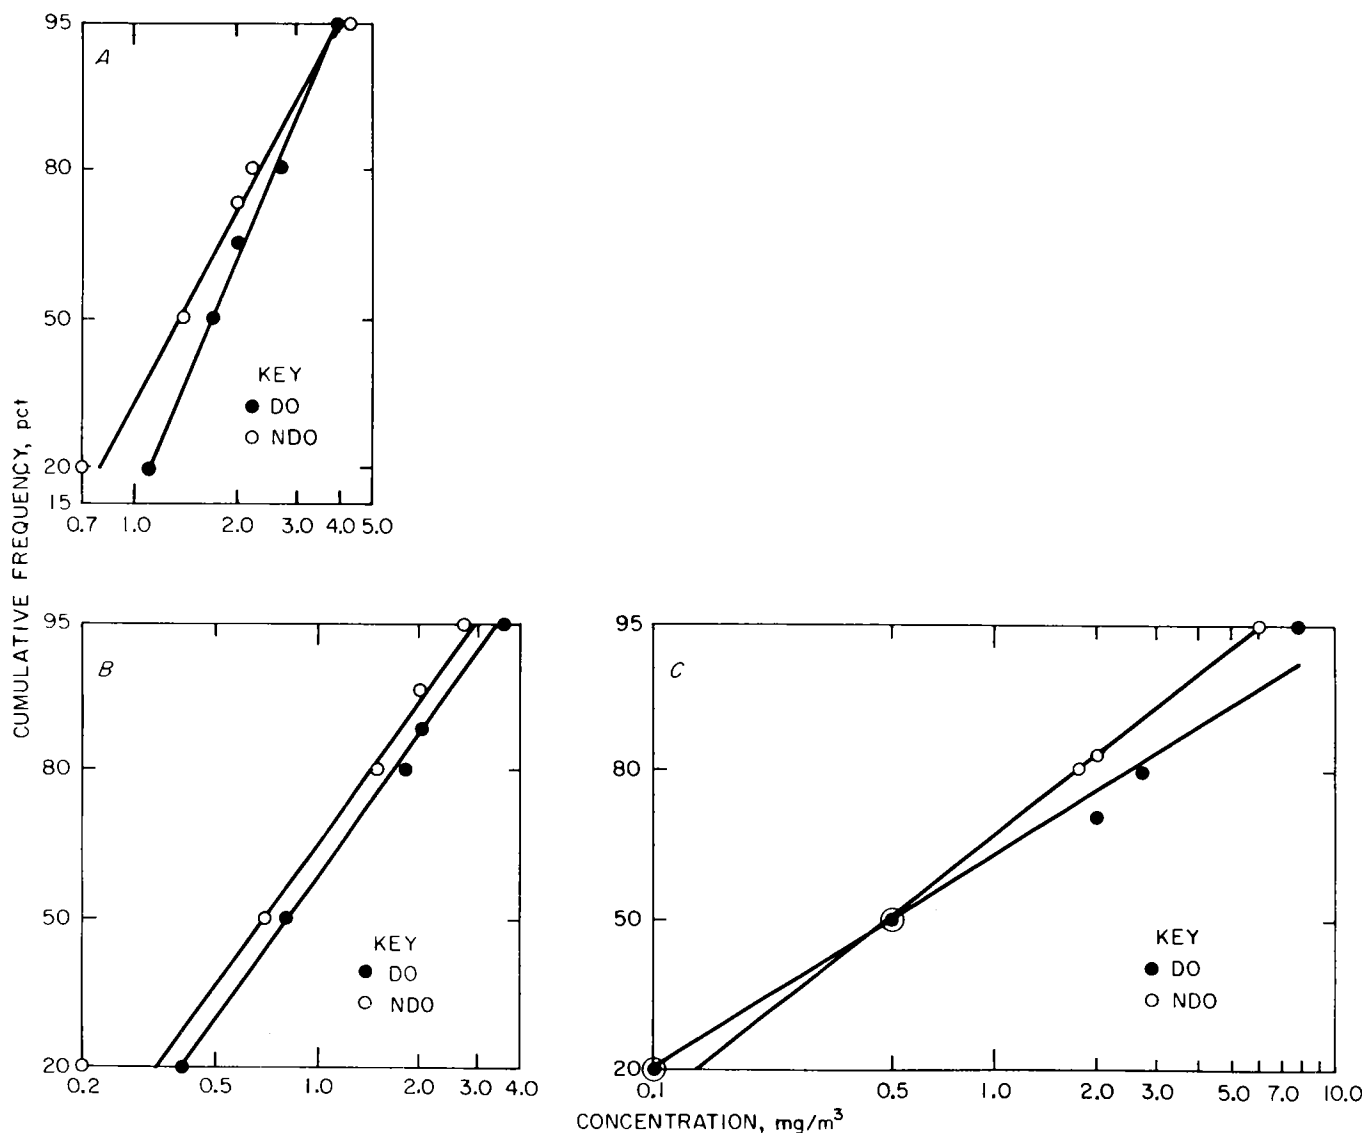 95
A
80
50
KEY
DO
NDO
20
15
0.7 1.0 2.0 3.0 4.0 5.0
CUMULATIVE FREQUENCY, pct
95
B
80
50
KEY
DO
NDO
20
0.2 0.5 1.0 2.0 3.0 4.0
95
C
80
50
KEY
DO
NDO
20
0.1 0.5 1.0 2.0 3.0 5.0 7.0 10.0
CONCENTRATION, mg/m³